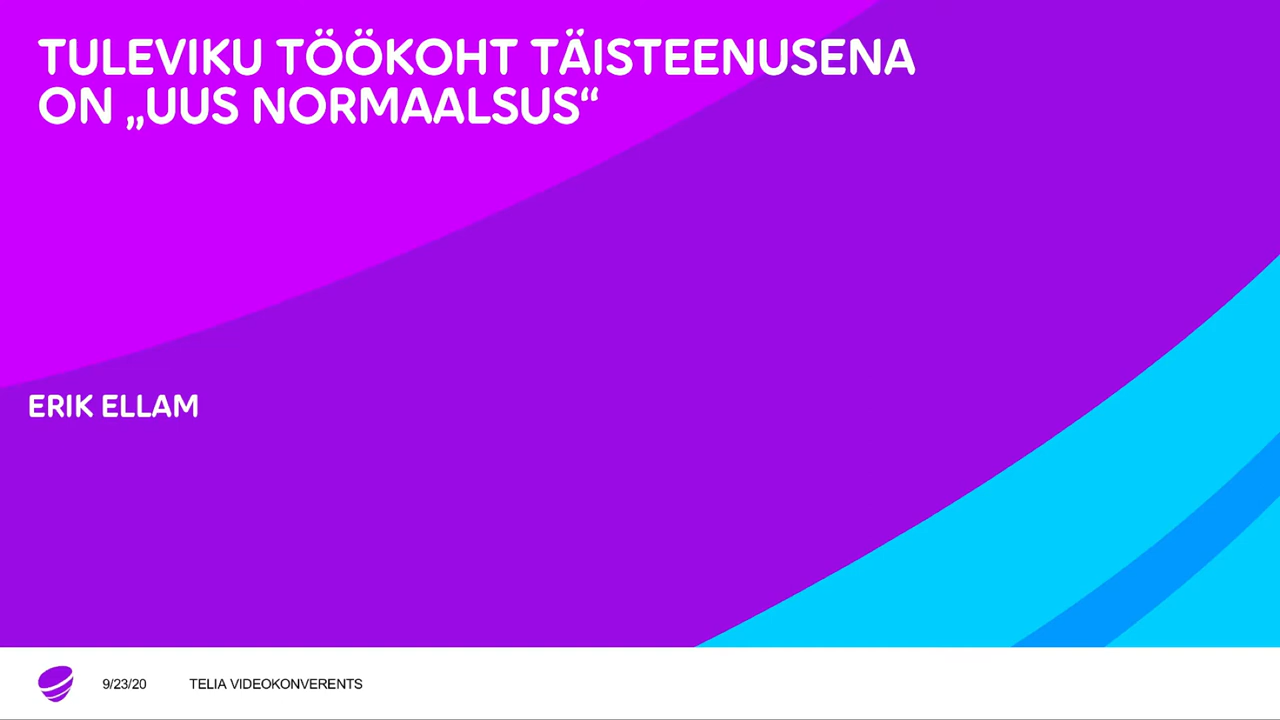 TULEVIKU TÖÖKOHT TÄISTEENUSENA
ON „UUS NORMAALSUS“
ERIK ELLAM
9/23/20 TELIA VIDEOKONVERENTS